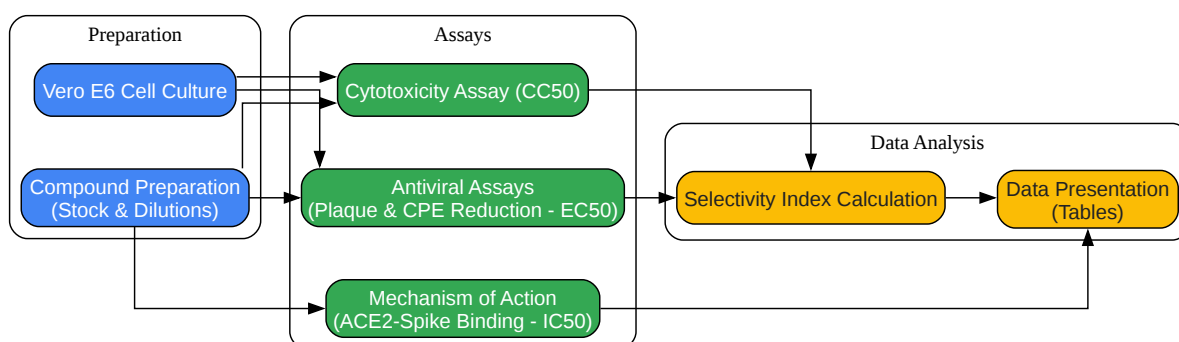 Preparation
Vero E6 Cell Culture
Compound Preparation
(Stock & Dilutions)
Assays
Cytotoxicity Assay (CC50)
Antiviral Assays
(Plaque & CPE Reduction - EC50)
Mechanism of Action
(ACE2-Spike Binding - IC50)
Data Analysis
Selectivity Index Calculation
Data Presentation
(Tables)